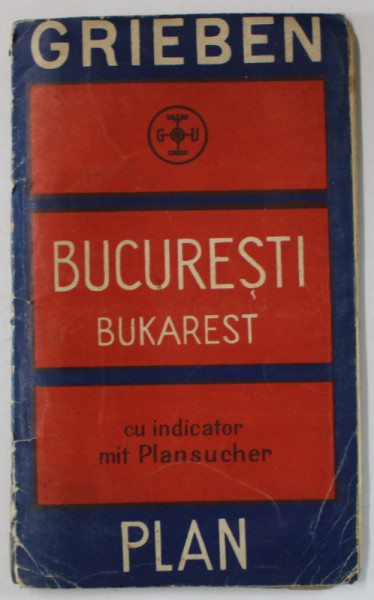 GRIEBEN
G U
BUCUREȘTI
BUKAREST
cu indicator
mit Plansucher
PLAN